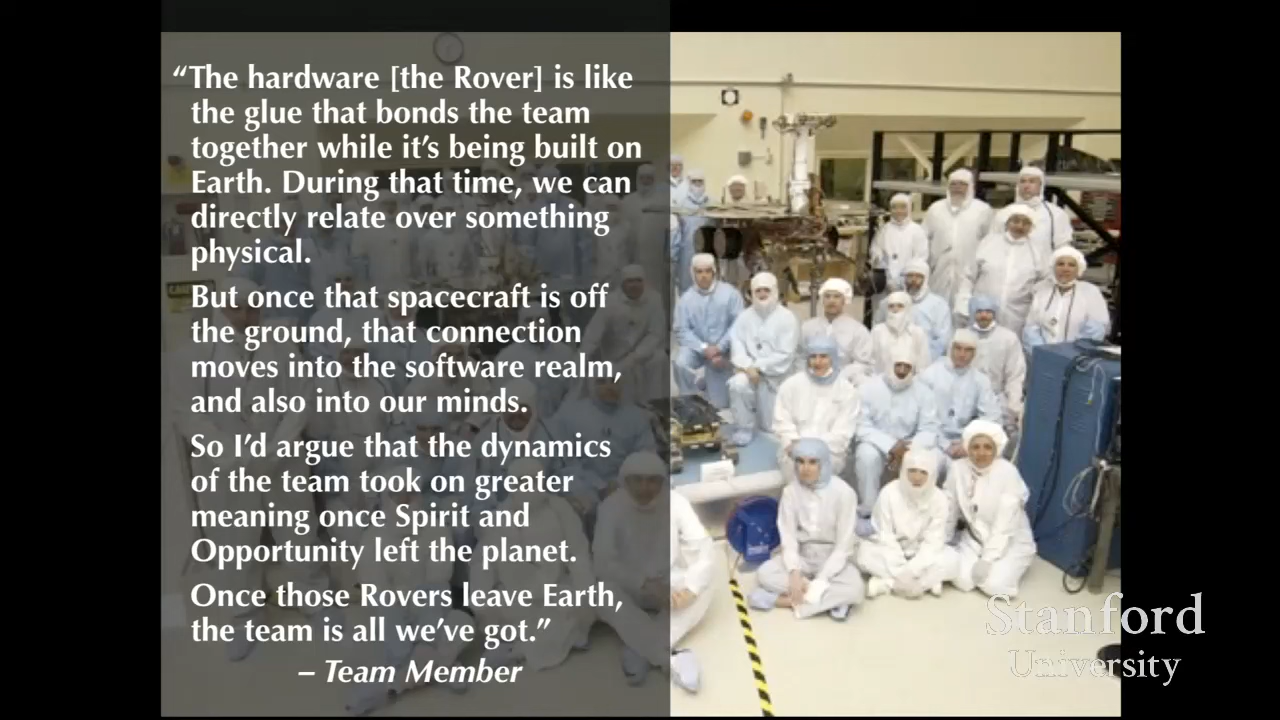 “The hardware [the Rover] is like
the glue that bonds the team
together while it’s being built on
Earth. During that time, we can
directly relate over something
physical.
But once that spacecraft is off
the ground, that connection
moves into the software realm,
and also into our minds.
So I’d argue that the dynamics
of the team took on greater
meaning once Spirit and
Opportunity left the planet.
Once those Rovers leave Earth,
the team is all we’ve got.”
– Team Member
Stanford
University